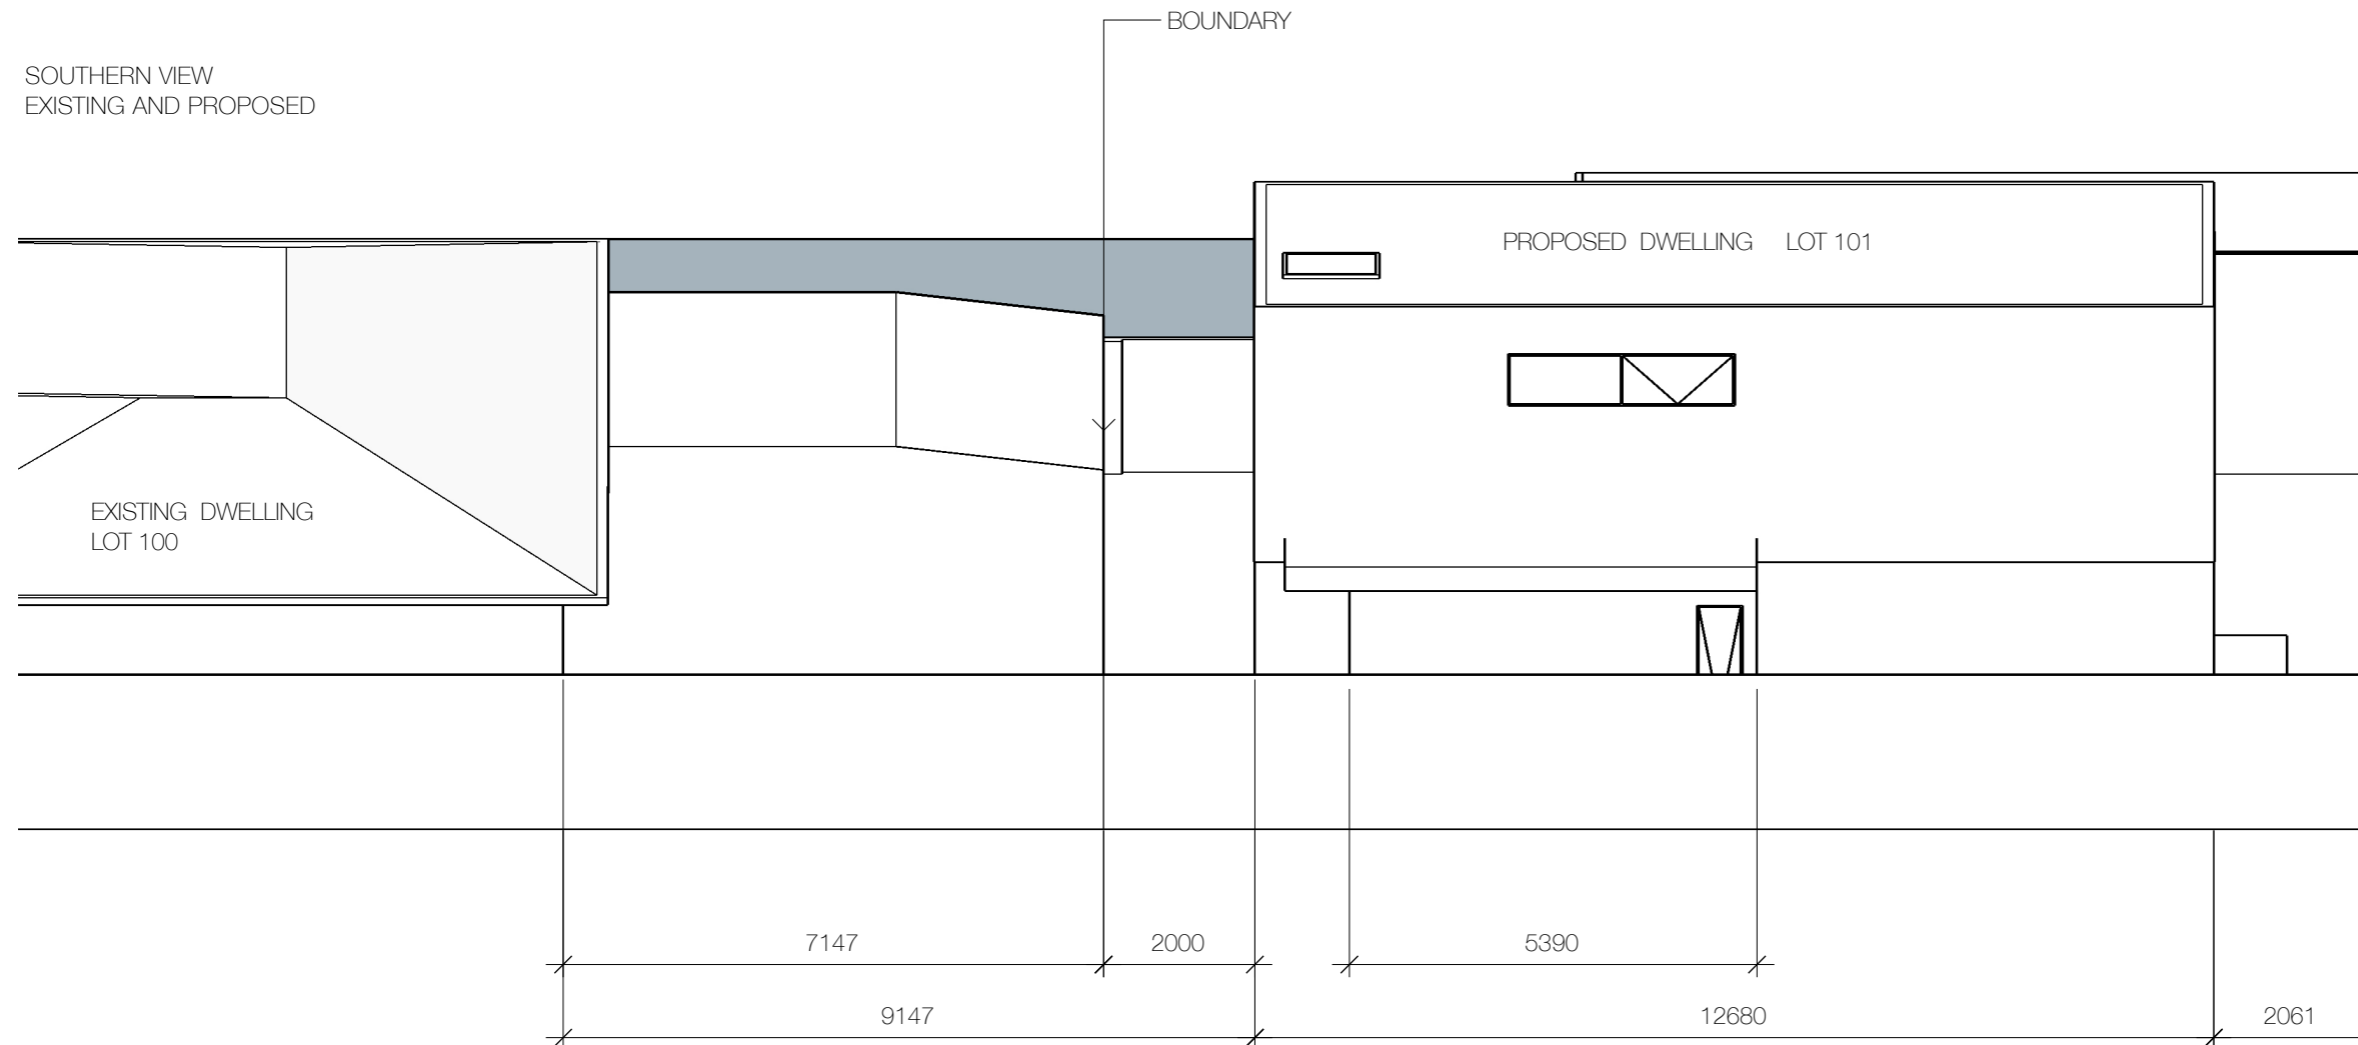 BOUNDARY
SOUTHERN VIEW
EXISTING AND PROPOSED
PROPOSED DWELLING LOT 101
EXISTING DWELLING
LOT 100
7147
2000
5390
9147
12680
2061